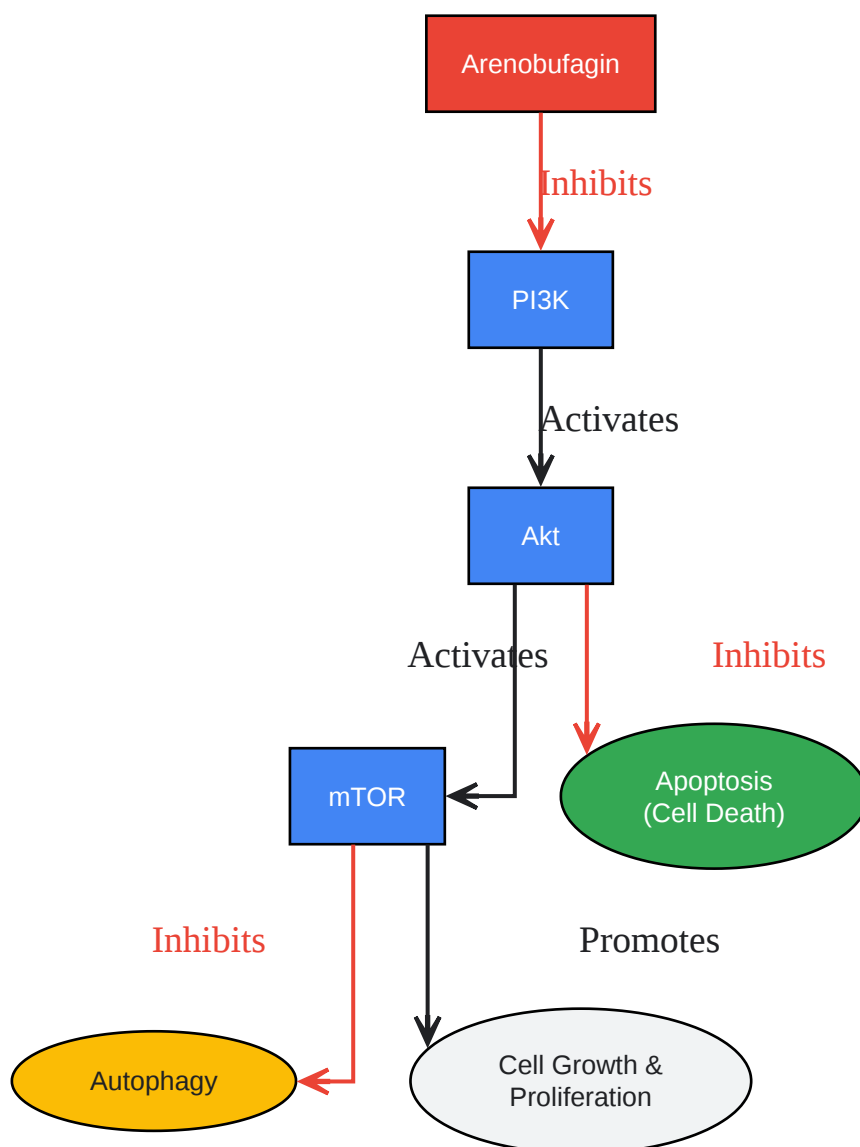 Arenobufagin
Inhibits
PI3K
Activates
Akt
Activates
Inhibits
mTOR
Apoptosis
(Cell Death)
Inhibits
Promotes
Autophagy
Cell Growth &
Proliferation